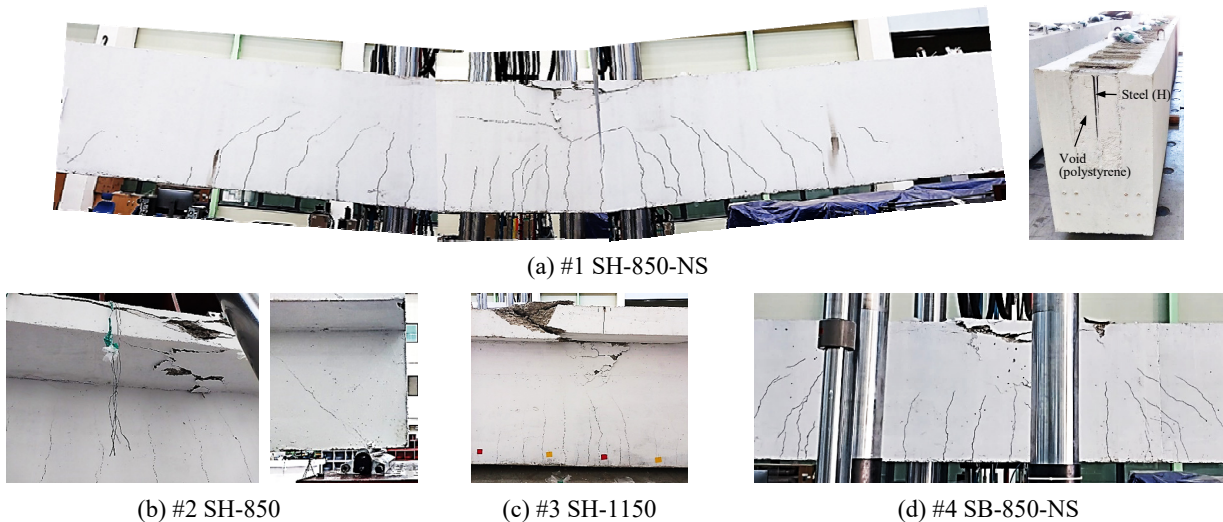 Steel (H)
Void
(polystyrene)
(a) #1 SH-850-NS
(b) #2 SH-850
(c) #3 SH-1150
(d) #4 SB-850-NS